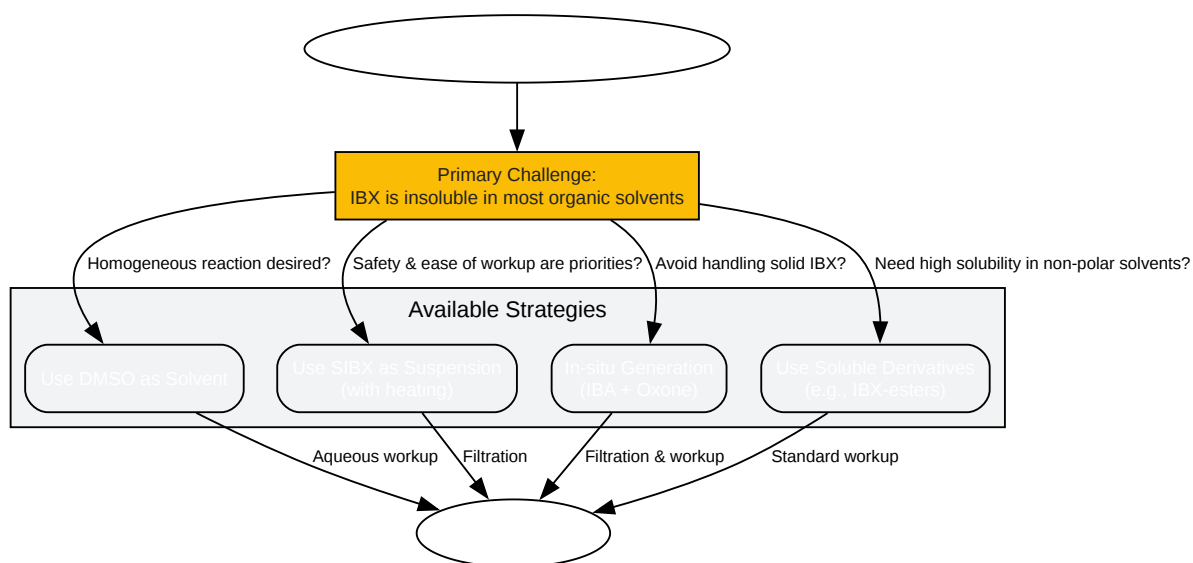 Primary Challenge:
IBX is insoluble in most organic solvents
Homogeneous reaction desired?
Safety & ease of workup are priorities?
Avoid handling solid IBX?
Need high solubility in non-polar solvents?
Available Strategies
Use DMSO as Solvent
Use SIBX as Suspension
(with heating)
In-situ Generation
(IBA + Oxone)
Use Soluble Derivatives
(e.g., IBX-esters)
Aqueous workup
Filtration
Filtration & workup
Standard workup